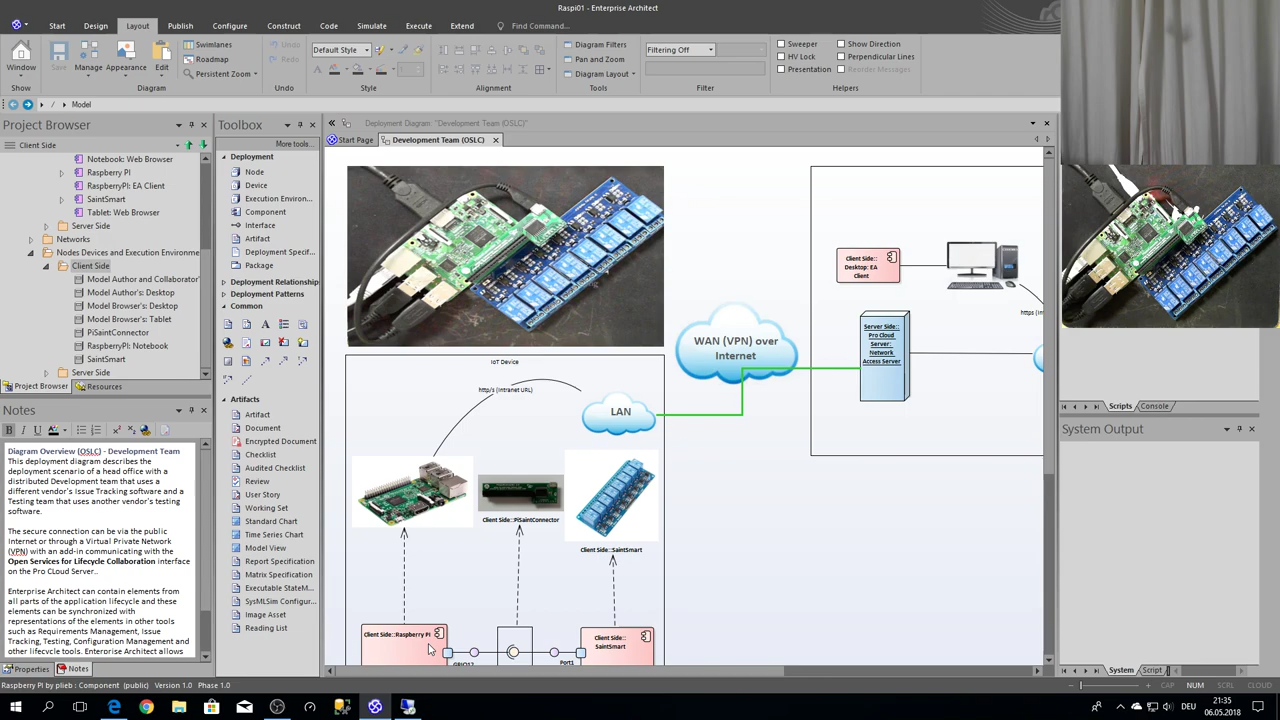 Raspi01 - Enterprise Architect
Start Design Layout Publish Configure Construct Code Simulate Execute Extend Find Command...
Window Save Manage Appearance Edit
Swimlanes
Roadmap
Persistent Zoom
Undo
Redo
Default Style
1
Diagram Filters
Pan and Zoom
Diagram Layout
Filtering Off
Sweeper Show Direction
HV Lock Perpendicular Lines
Presentation Reorder Messages
Show Diagram Undo Style Alignment Tools Filter Helpers
Model
Project Browser
Client Side
Notebook: Web Browser
Raspberry PI
RaspberryPI: EA Client
SaintSmart
Tablet: Web Browser
Server Side
Networks
Nodes Devices and Execution Environme
Client Side
Model Author and Collaborator'
Model Author's: Desktop
Model Browser's: Desktop
Model Browser's: Tablet
PiSaintConnector
RaspberryPI: Notebook
SaintSmart
Server Side
Project Browser Resources
Notes
Diagram Overview (OSLC) - Development Team
This deployment diagram describes the
deployment scenario of a head office with a
distributed Development team that uses a
different vendor's Issue Tracking software and a
Testing team that uses another vendor's testing
software.
The secure connection can be via the public
Internet or through a Virtual Private Network
(VPN) with an add-in communicating with the
Open Services for Lifecycle Collaboration interface
on the Pro CLoud Server..
Enterprise Architect can contain elements from
all parts of the application lifecycle and these
elements can be synchronized with
representations of the elements in other tools
such as Requirements Management, Issue
Tracking, Testing, Configuration Management and
other lifecycle tools. Enterprise Architect allows
Properties Notes
Toolbox
More tools...
Deployment
Node
Device
Execution Environ...
Component
Interface
Artifact
Deployment Specif...
Package
Deployment Relationship
Deployment Patterns
Common
Artifacts
Artifact
Document
Encrypted Document
Checklist
Audited Checklist
Review
User Story
Working Set
Standard Chart
Time Series Chart
Model View
Report Specification
Matrix Specification
Executable StateM...
SysMLSim Configur...
Image Asset
Reading List
Deployment Diagram: "Development Team (OSLC)"
Start Page Development Team (OSLC)
IoT Device
http/s (Intranet URL)
LAN
WAN (VPN) over
Internet
Client Side::
Desktop: EA
Client
https (In
Server Side::
Pro Cloud
Server:
Network
Access Server
Client Side::PiSaintConnector
Client Side::SaintSmart
Client Side::Raspberry PI
GPIO12
Port1
Client Side::
SaintSmart
Scripts Console
System Output
System Script
Raspberry PI by plieb : Component (public) Version 1.0 Phase 1.0
CAP NUM SCRL CLOUD
DEU
21:35
06.05.2018